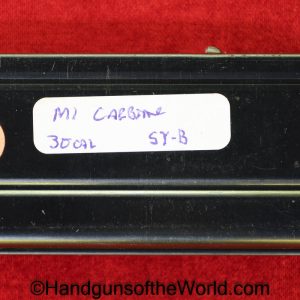 M1 CARBINE
30 CAL SY-B
©HandgunsoftheWorld.com